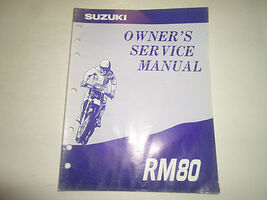 SUZUKI
OWNER'S
SERVICE
MANUAL
RM80